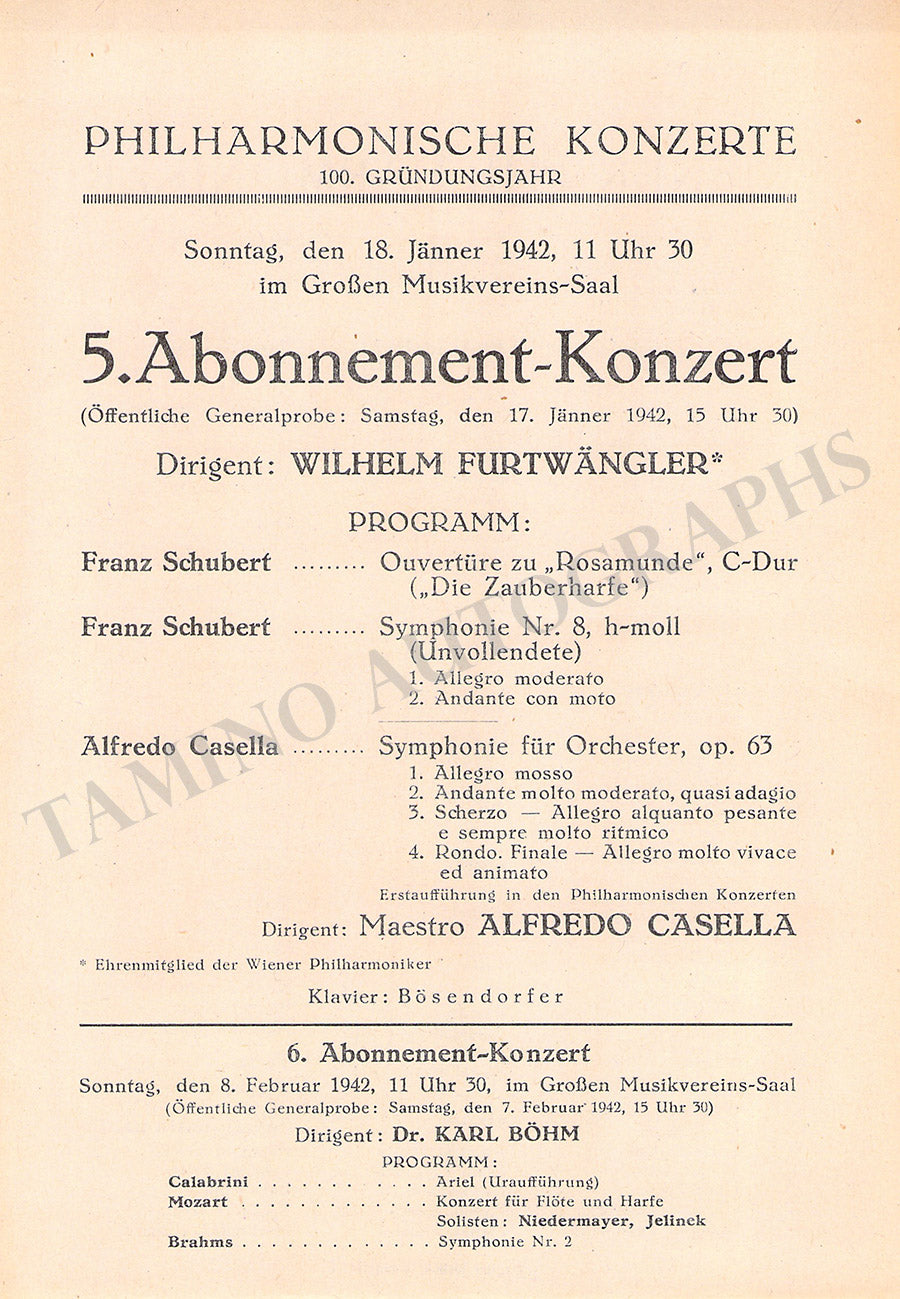 PHILHARMONISCHE KONZERTE
100. GRÜNDUNGSJAHR
Sonntag, den 18. Jänner 1942, 11 Uhr 30
im Großen Musikvereins-Saal
5. Abonnement-Konzert
(Öffentliche Generalprobe: Samstag, den 17. Jänner 1942, 15 Uhr 30)
Dirigent: WILHELM FURTWÄNGLER*
PROGRAMM:
Franz Schubert ......... Ouvertüre zu „Rosamunde“, C-Dur
(„Die Zauberharfe“)
Franz Schubert ......... Symphonie Nr. 8, h-moll
(Unvollendete)
1. Allegro moderato
2. Andante con moto
Alfredo Casella ......... Symphonie für Orchester, op. 63
1. Allegro mosso
2. Andante molto moderato, quasi adagio
3. Scherzo — Allegro alquanto pesante
e sempre molto ritmico
4. Rondo. Finale — Allegro molto vivace
ed animato
Erstaufführung in den Philharmonischen Konzerten
Dirigent: Maestro ALFREDO CASELLA
* Ehrenmitglied der Wiener Philharmoniker
Klavier: Bösendorfer
6. Abonnement-Konzert
Sonntag, den 8. Februar 1942, 11 Uhr 30, im Großen Musikvereins-Saal
(Öffentliche Generalprobe: Samstag, den 7. Februar 1942, 15 Uhr 30)
Dirigent: Dr. KARL BÖHM
PROGRAMM:
Calabrini . . . . . . . . . . . Ariel (Uraufführung)
Mozart . . . . . . . . . . . . . Konzert für Flöte und Harfe
Solisten: Niedermayer, Jelinek
Brahms . . . . . . . . . . . . . Symphonie Nr. 2
TAMINO AUTOGRAPHS